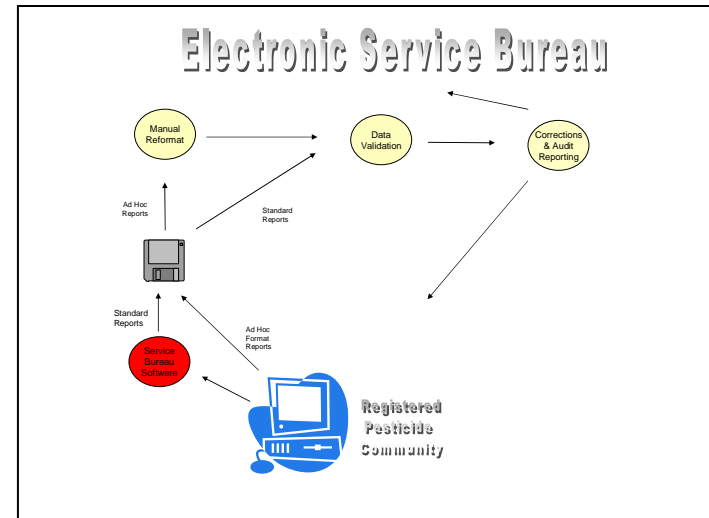 Electronic Service Bureau
Manual
Reformat
Data
Validation
Corrections
& Audit
Reporting
Ad Hoc
Reports
Standard
Reports
Standard
Reports
Ad Hoc
Format
Reports
Service
Bureau
Software
Registered
Pesticide
Community